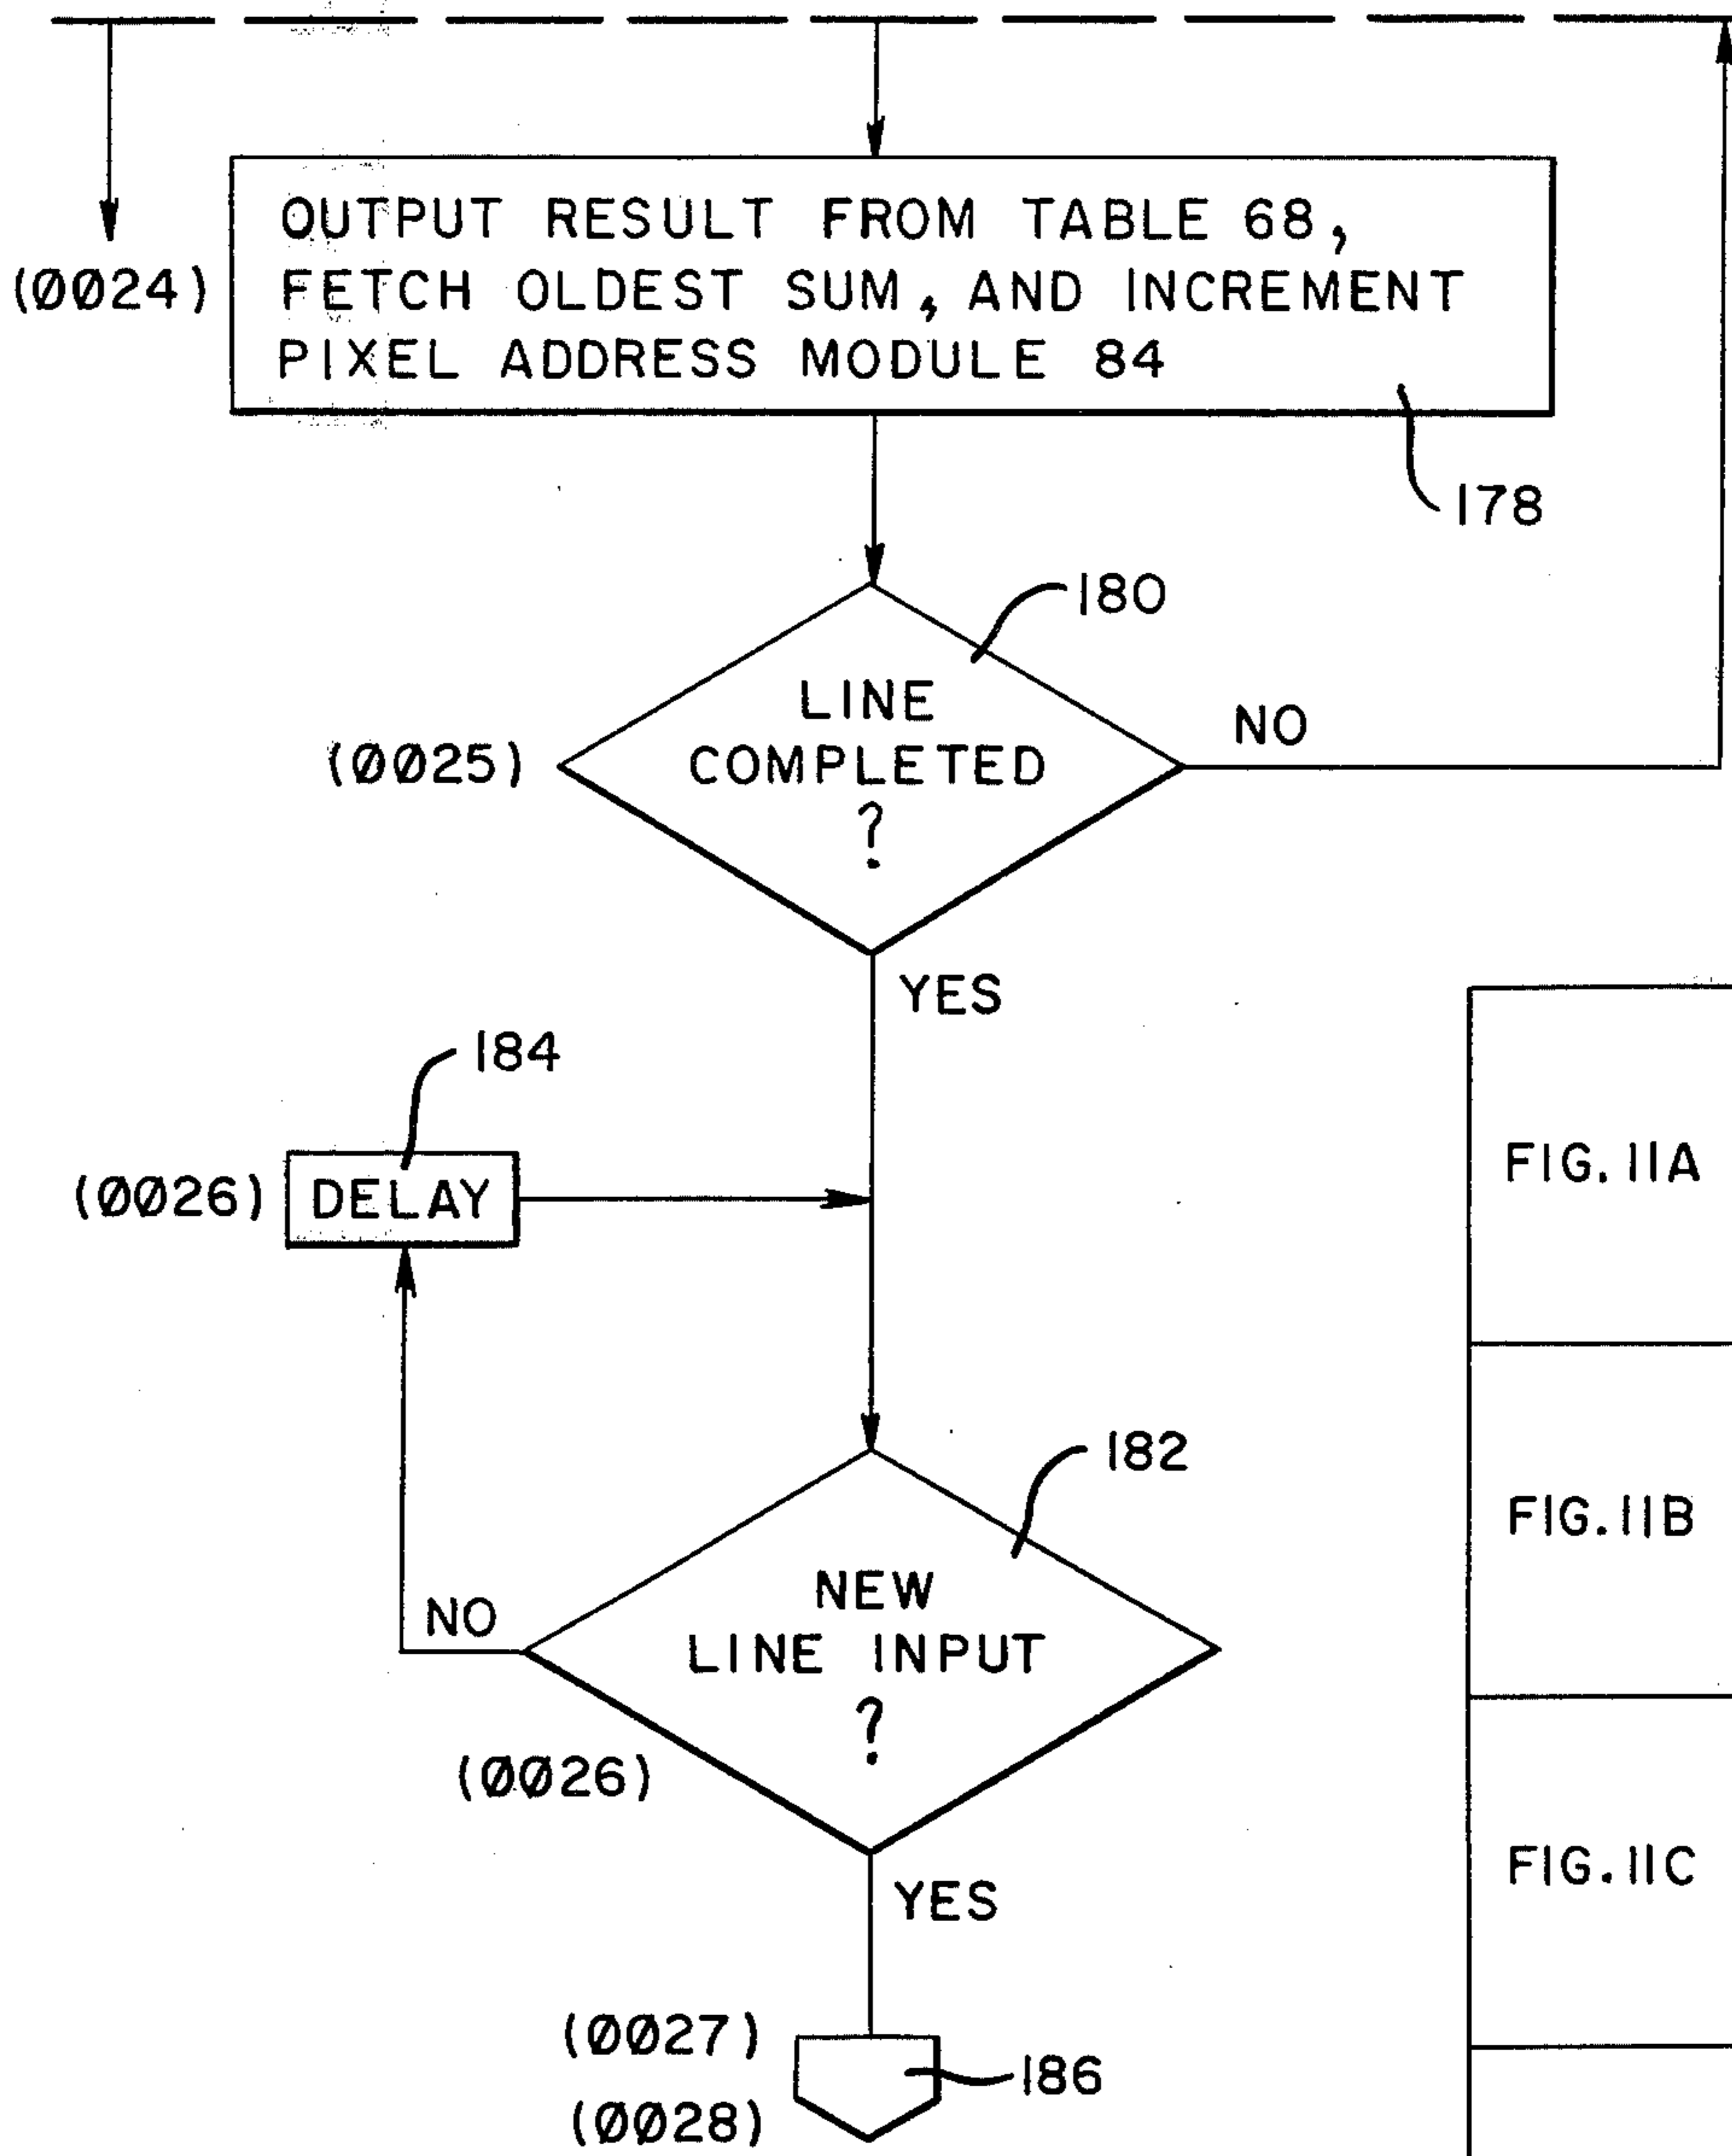 OUTPUT RESULT FROM TABLE 68,
(ØØ24) FETCH OLDEST SUM, AND INCREMENT
PIXEL ADDRESS MODULE 84
178
180
LINE
(ØØ25) COMPLETED
?
NO
YES
184
(ØØ26) DELAY
182
NEW
LINE INPUT
?
NO
(ØØ26)
YES
(ØØ27)
186
(ØØ28)
FIG. 11A
FIG. 11B
FIG. 11C